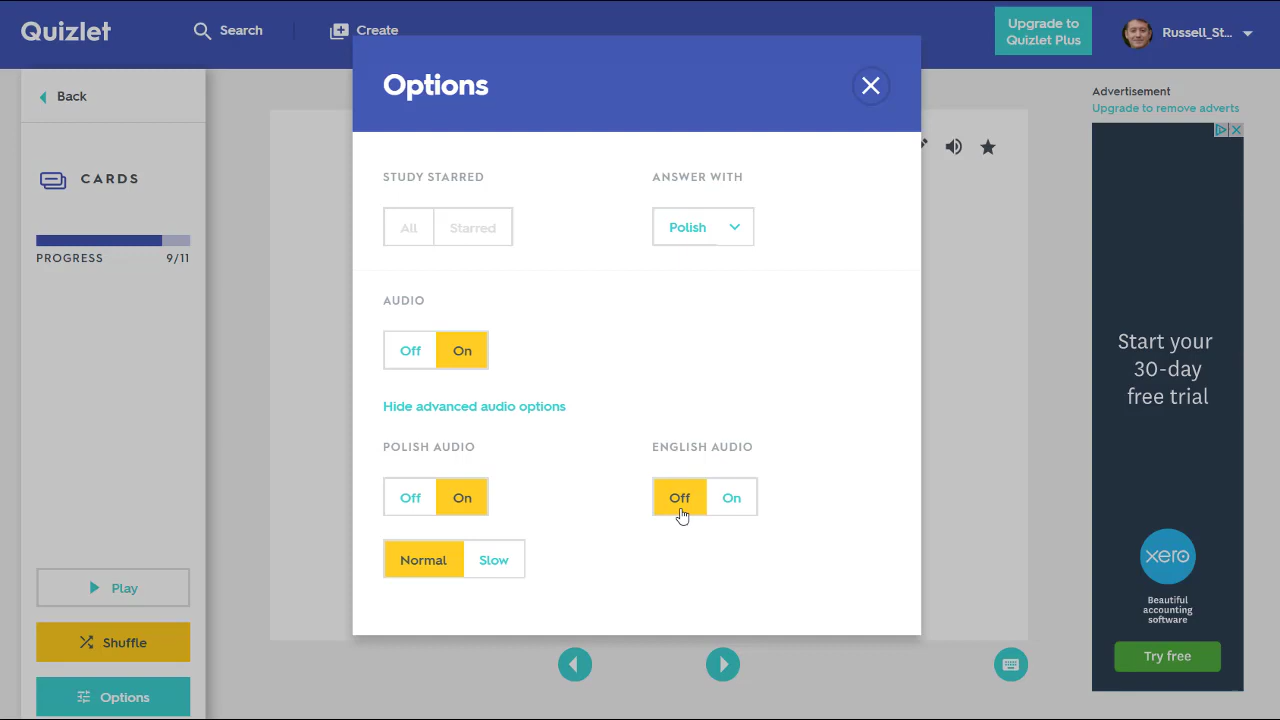 Quizlet
Search
Create
Upgrade to
Quizlet Plus
Russell_St...
Back
CARDS
PROGRESS 9/11
Play
Shuffle
Options
Options
STUDY STARRED
All Starred
ANSWER WITH
Polish
AUDIO
Off On
Hide advanced audio options
POLISH AUDIO
Off On
Normal Slow
ENGLISH AUDIO
Off On
Advertisement
Upgrade to remove adverts
Start your
30-day
free trial
xero
Beautiful
accounting
software
Try free